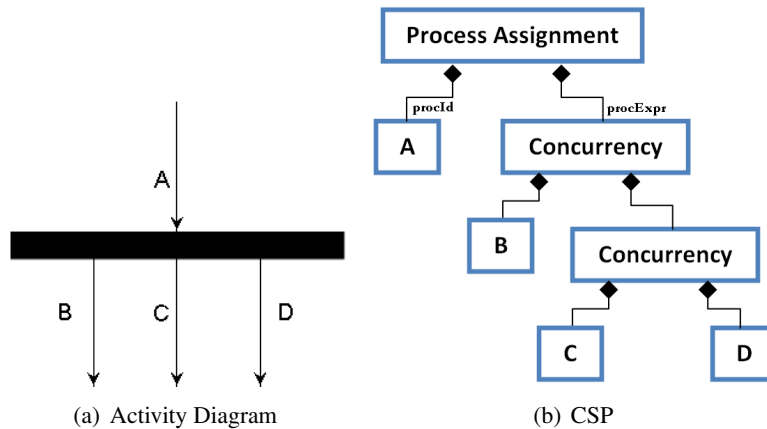 Process Assignment
procId
procExpr
A
Concurrency
A
B
Concurrency
B
C
D
C
D
(a) Activity Diagram
(b) CSP